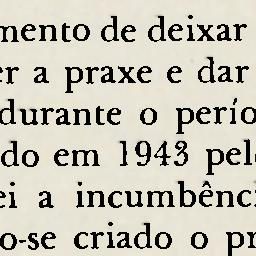 mento de deixar
er a praxe e dar
durante o perío
do em 1943 pel
ei a incumbênci
o-se criado o pr